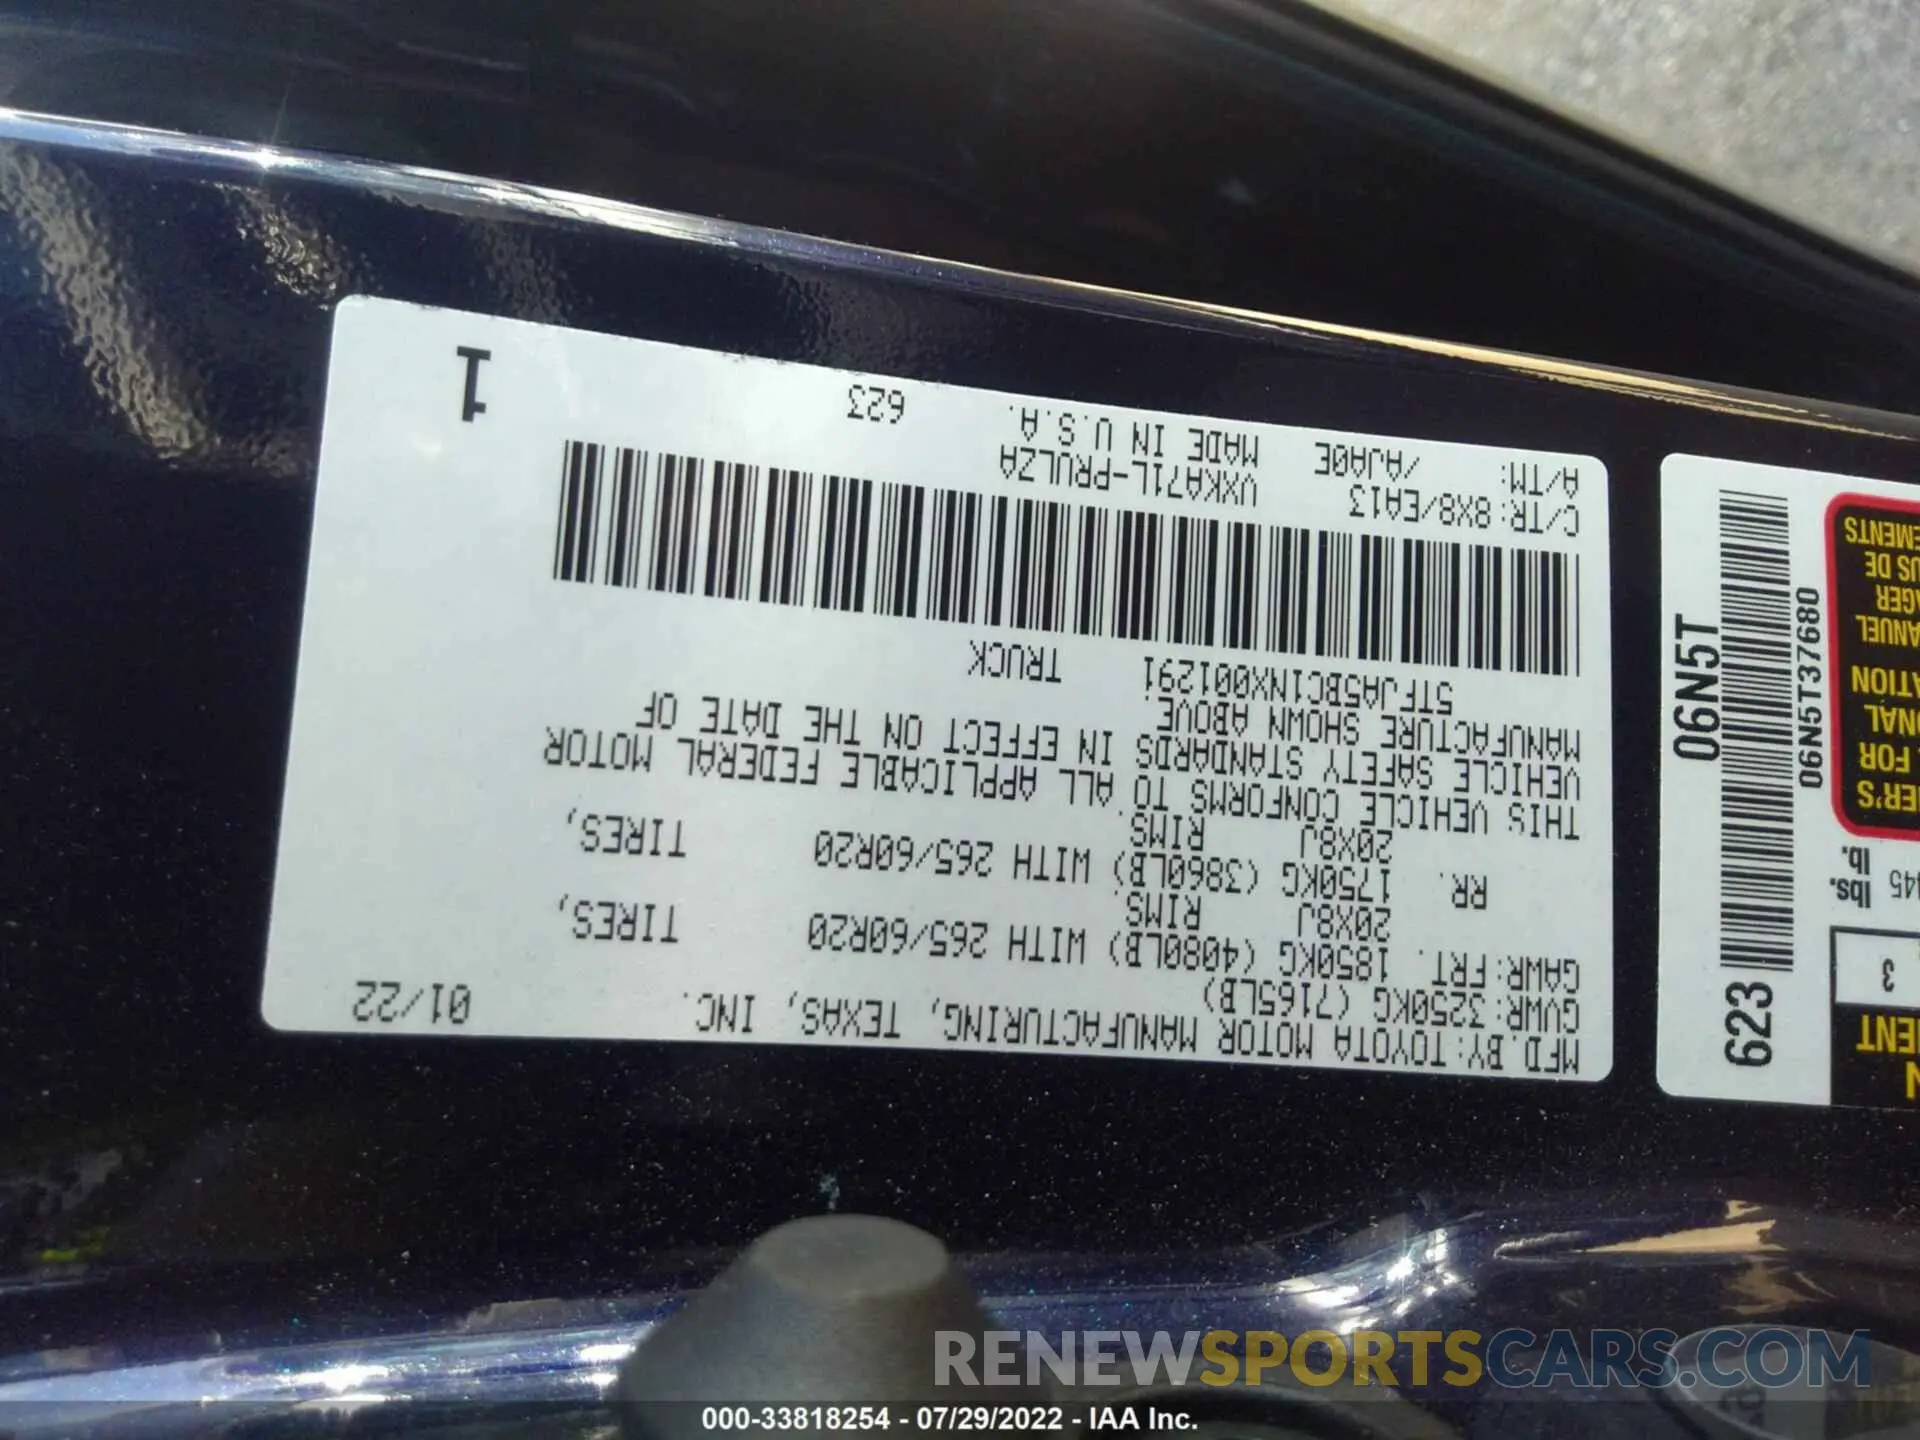 MFD.BY:TOYOTA MOTOR MANUFACTURING, TEXAS, INC. 01/22
GVWR:3250KG (7165LB)
GAWR:FRT. 1850KG (4080LB) WITH 265/60R20 TIRES,
20X8J RIMS
RR. 1750KG (3860LB) WITH 265/60R20 TIRES,
20X8J RIMS.
THIS VEHICLE CONFORMS TO ALL APPLICABLE FEDERAL MOTOR
VEHICLE SAFETY STANDARDS IN EFFECT ON THE DATE OF
MANUFACTURE SHOWN ABOVE.
5TFJA5BC1NX001291 TRUCK
C/TR:8X8/EA13 VXKA71L-PRULZA
A/TM: /AJA0E MADE IN U.S.A. 623
1
623 06N5T
06N5T37680
3
lbs.
lb.
FOR
US DE
RENEWSPORTSCARS.COM
000-33818254 - 07/29/2022 - IAA Inc.